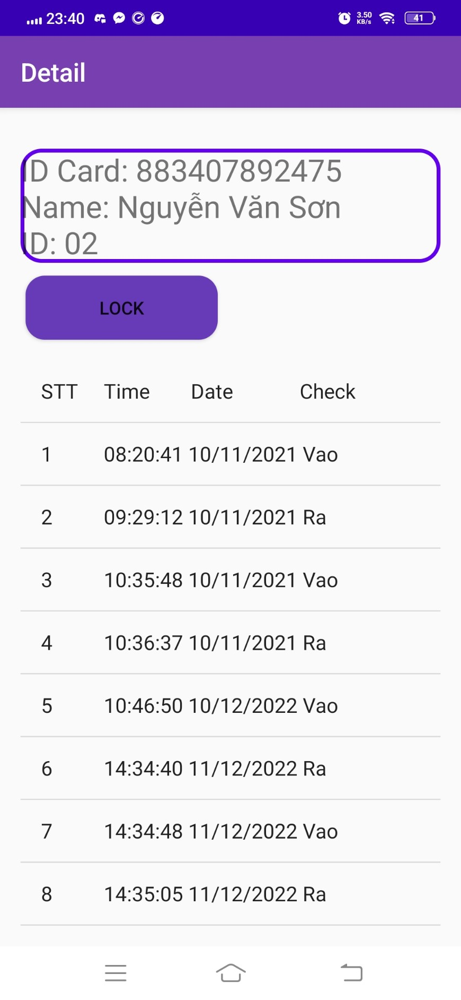 23:40 3.50 KB/s 41
Detail
ID Card: 883407892475
Name: Nguyễn Văn Sơn
ID: 02
LOCK
STT Time Date Check
1 08:20:41 10/11/2021 Vao
2 09:29:12 10/11/2021 Ra
3 10:35:48 10/11/2021 Vao
4 10:36:37 10/11/2021 Ra
5 10:46:50 10/12/2022 Vao
6 14:34:40 11/12/2022 Ra
7 14:34:48 11/12/2022 Vao
8 14:35:05 11/12/2022 Ra